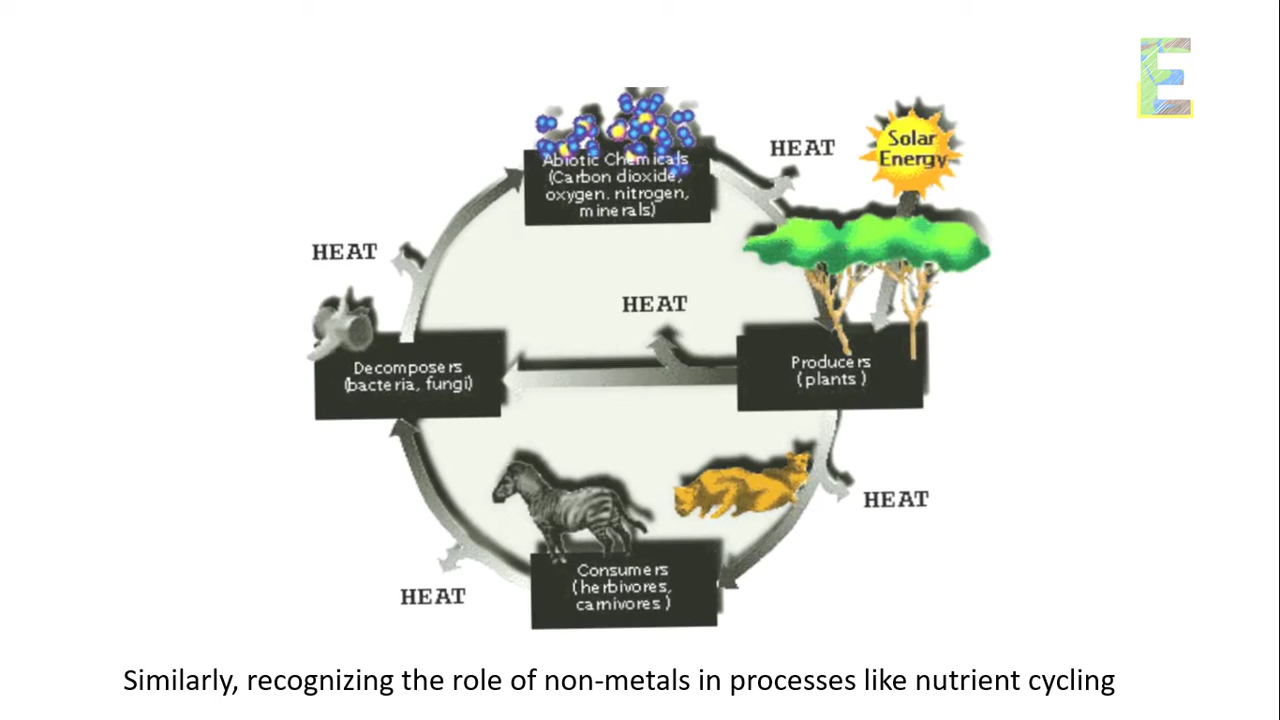 E
HEAT
Solar
Energy
Abiotic Chemicals
(Carbon dioxide,
oxygen. nitrogen,
minerals)
HEAT
HEAT
Decomposers
(bacteria, fungi)
Producers
(plants )
HEAT
Consumers
(herbivores,
carnivores )
HEAT
Similarly, recognizing the role of non-metals in processes like nutrient cycling